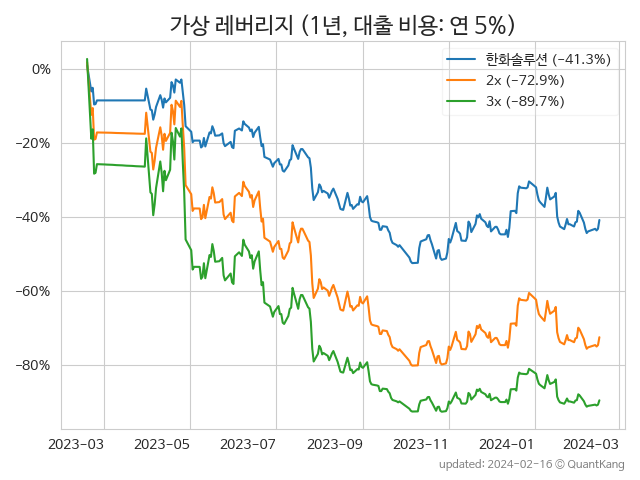 가상 레버리지 (1년, 대출 비용: 연 5%)
한화솔루션 (−41.3%)
2x (−72.9%)
3x (−89.7%)
0%
−20%
−40%
−60%
−80%
2023−03 2023−05 2023−07 2023−09 2023−11 2024−01 2024−03
updated: 2024-02-16 © QuantKang